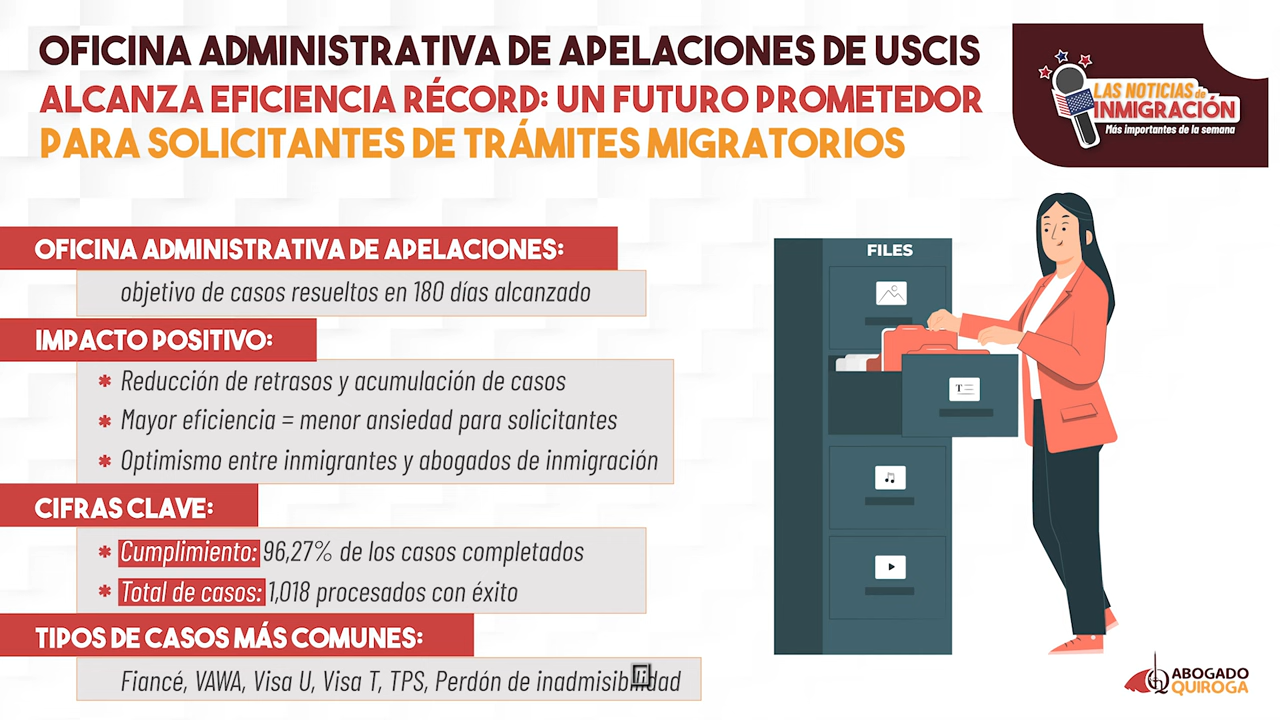 OFICINA ADMINISTRATIVA DE APELACIONES DE USCIS
ALCANZA EFICIENCIA RÉCORD: UN FUTURO PROMETEDOR
PARA SOLICITANTES DE TRÁMITES MIGRATORIOS
LAS NOTICIAS de
INMIGRACIÓN
Más importantes de la semana
OFICINA ADMINISTRATIVA DE APELACIONES:
objetivo de casos resueltos en 180 días alcanzado
IMPACTO POSITIVO:
* Reducción de retrasos y acumulación de casos
* Mayor eficiencia = menor ansiedad para solicitantes
* Optimismo entre inmigrantes y abogados de inmigración
CIFRAS CLAVE:
* Cumplimiento: 96,27% de los casos completados
* Total de casos: 1,018 procesados con éxito
TIPOS DE CASOS MÁS COMUNES:
Fiancé, VAWA, Visa U, Visa T, TPS, Perdón de inadmisibilidad
FILES
T
ABOGADO
QUIROGA